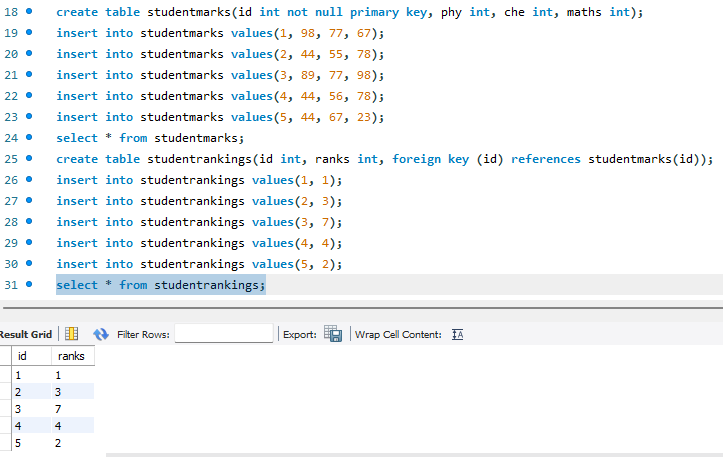 18 create table studentmarks(id int not null primary key, phy int, che int, maths int);
19 insert into studentmarks values(1, 98, 77, 67);
20 insert into studentmarks values(2, 44, 55, 78);
21 insert into studentmarks values(3, 89, 77, 98);
22 insert into studentmarks values(4, 44, 56, 78);
23 insert into studentmarks values(5, 44, 67, 23);
24 select * from studentmarks;
25 create table studentrankings(id int, ranks int, foreign key (id) references studentmarks(id));
26 insert into studentrankings values(1, 1);
27 insert into studentrankings values(2, 3);
28 insert into studentrankings values(3, 7);
29 insert into studentrankings values(4, 4);
30 insert into studentrankings values(5, 2);
31 select * from studentrankings;
Result Grid Filter Rows: Export: Wrap Cell Content:
id ranks
1 1
2 3
3 7
4 4
5 2